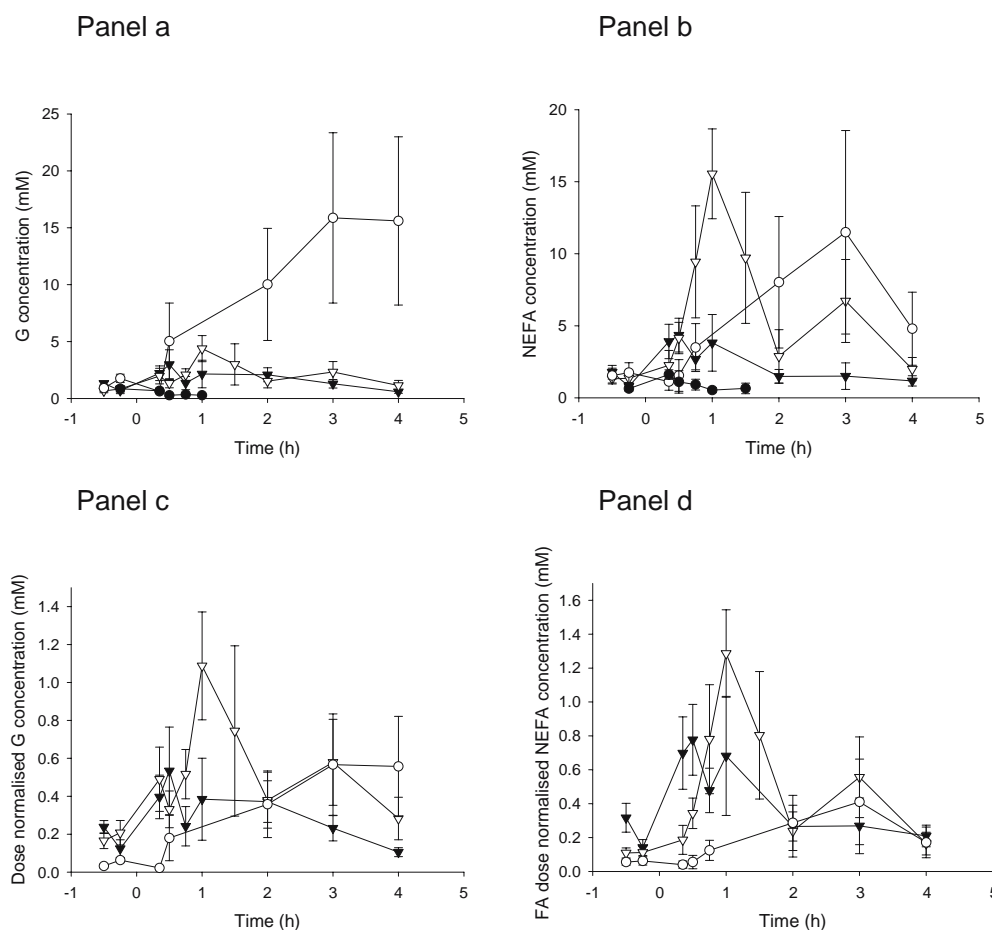 Panel a
G concentration (mM)
25
20
15
10
5
0
-1 0 1 2 3 4 5
Time (h)
Panel b
NEFA concentration (mM)
20
15
10
5
0
-1 0 1 2 3 4 5
Time (h)
Panel c
Dose normalised G concentration (mM)
1.4
1.2
1.0
0.8
0.6
0.4
0.2
0.0
-1 0 1 2 3 4 5
Time (h)
Panel d
FA dose normalised NEFA concentration (mM)
1.6
1.4
1.2
1.0
0.8
0.6
0.4
0.2
0.0
-1 0 1 2 3 4 5
Time (h)